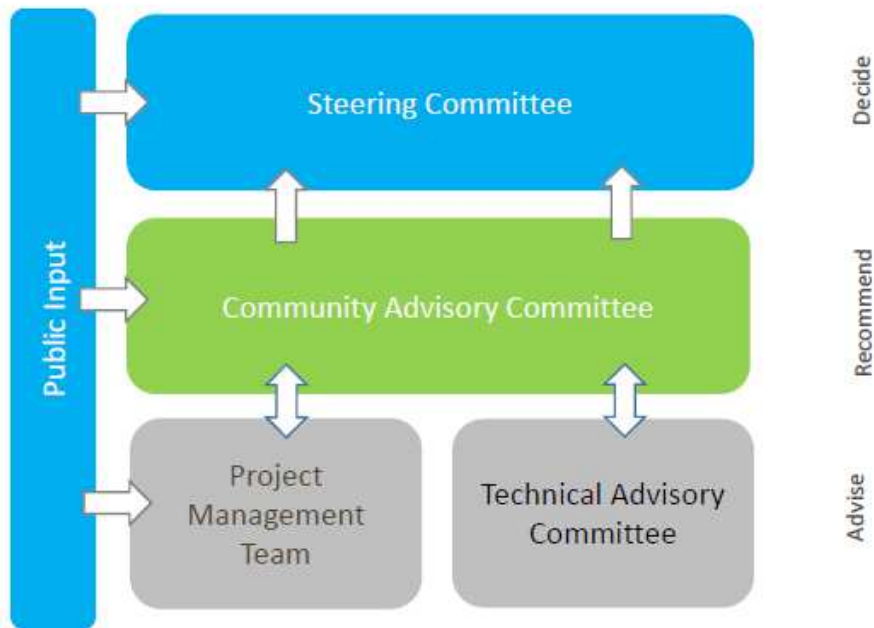 Public Input
Steering Committee
Decide
Community Advisory Committee
Recommend
Project
Management
Team
Technical Advisory
Committee
Advise